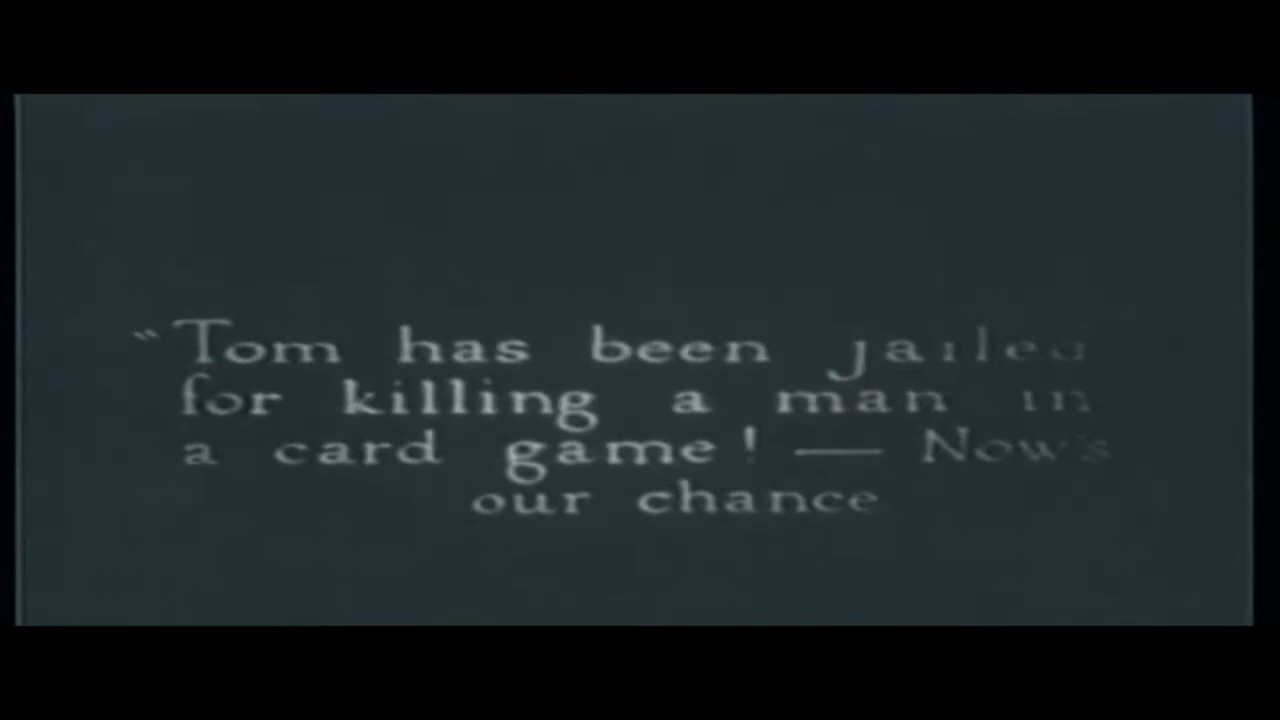 "Tom has been jailed
for killing a man in
a card game! — Now's
our chance